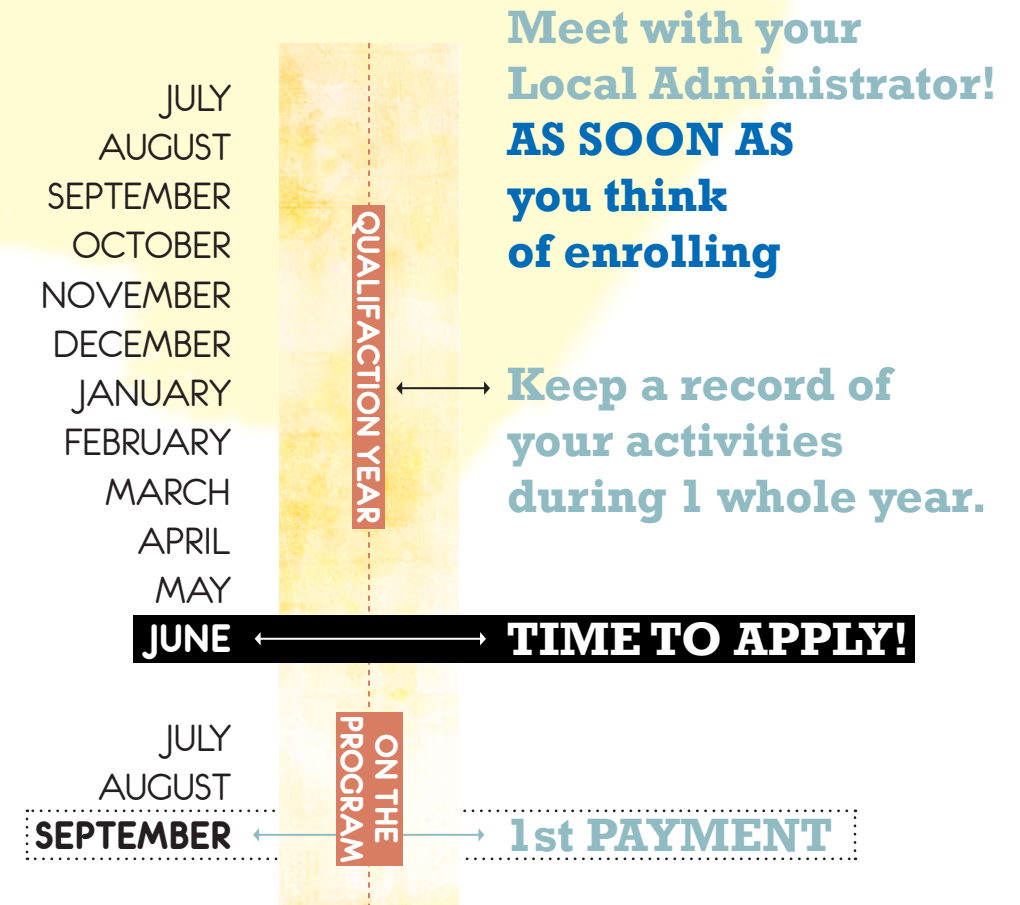 Meet with your
Local Administrator!
AS SOON AS
you think
of enrolling
JULY
AUGUST
SEPTEMBER
OCTOBER
NOVEMBER
DECEMBER
JANUARY
FEBRUARY
MARCH
APRIL
MAY
QUALIFACTION YEAR
Keep a record of
your activities
during 1 whole year.
JUNE
TIME TO APPLY!
JULY
AUGUST
SEPTEMBER
ON THE
PROGRAM
1st PAYMENT